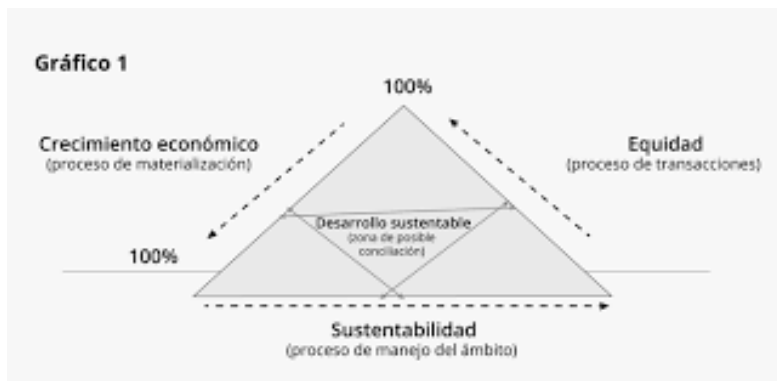 Gráfico 1
100%
Crecimiento económico
(proceso de materialización)
Equidad
(proceso de transacciones)
Desarrollo sustentable
(zona de posible
conciliación)
100%
Sustentabilidad
(proceso de manejo del ámbito)